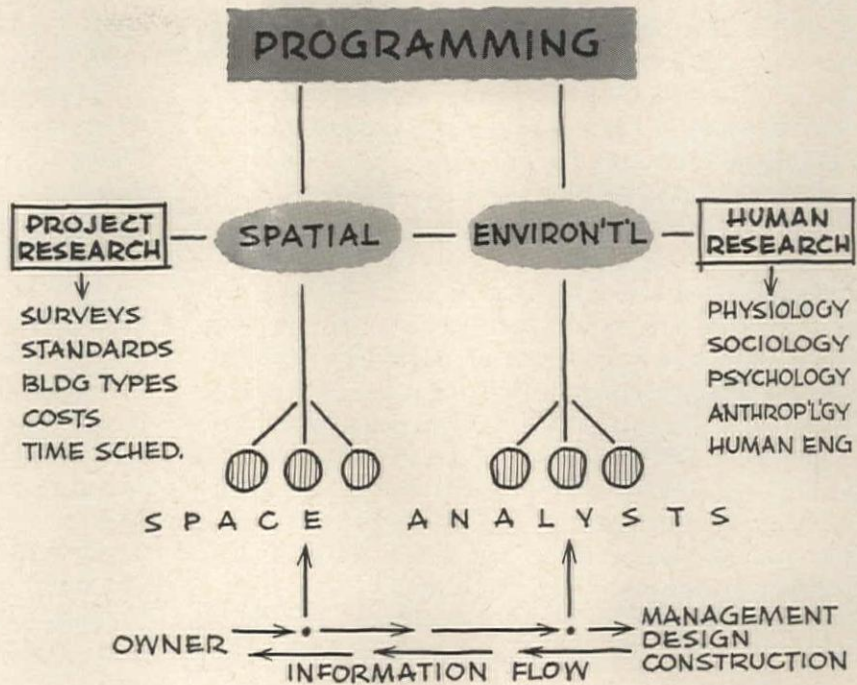 PROGRAMMING
PROJECT
RESEARCH
SPATIAL
ENVIRON'T'L
HUMAN
RESEARCH
SURVEYS
STANDARDS
BLDG TYPES
COSTS
TIME SCHED.
PHYSIOLOGY
SOCIOLOGY
PSYCHOLOGY
ANTHROP'L'GY
HUMAN ENG
SPACE ANALYSTS
OWNER
INFORMATION FLOW
MANAGEMENT
DESIGN
CONSTRUCTION